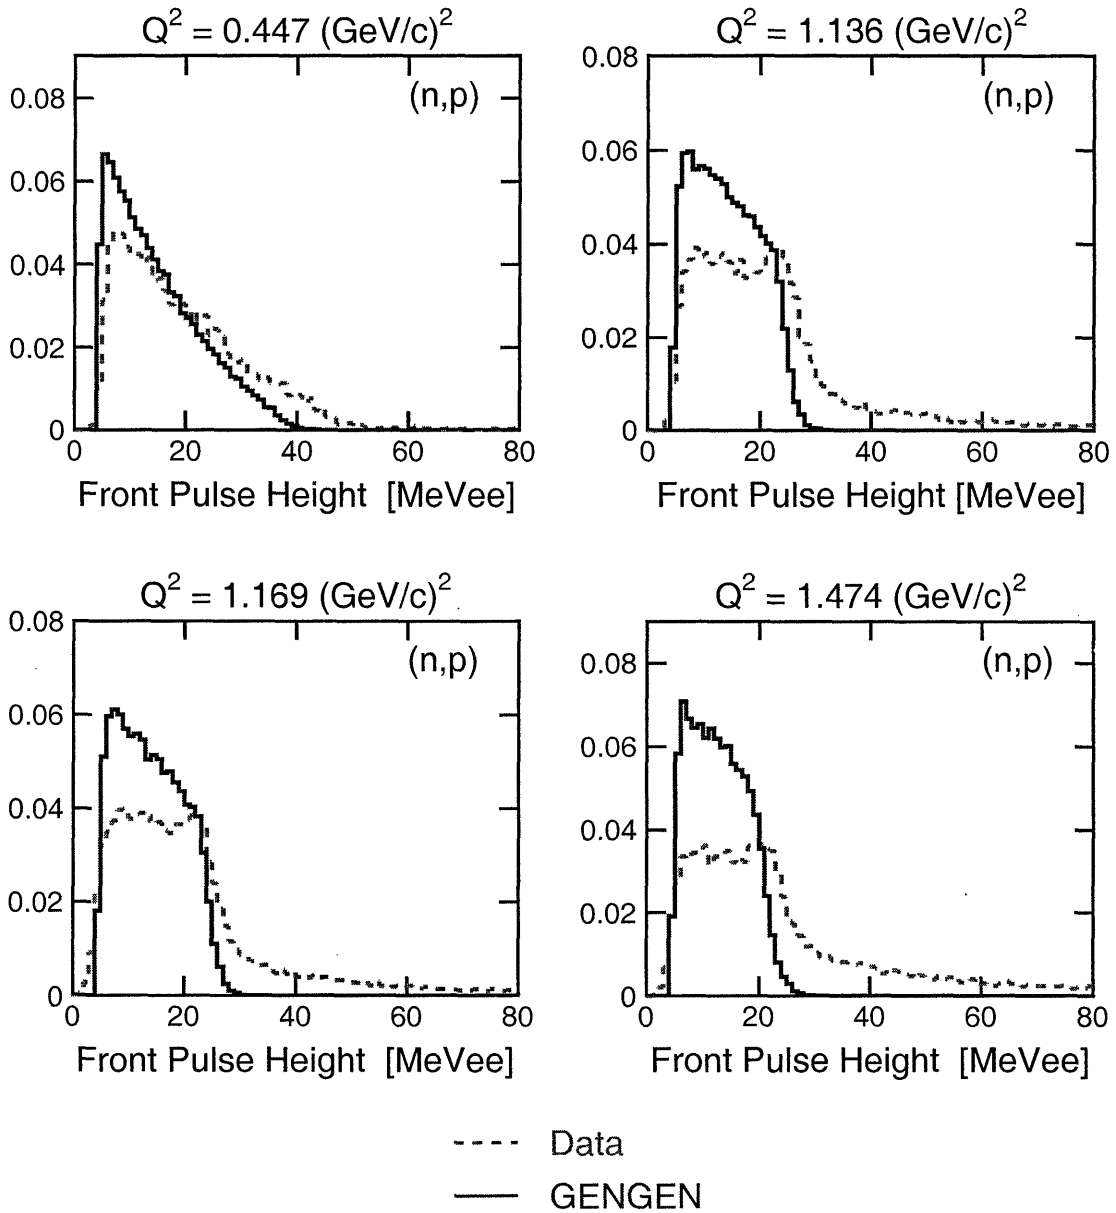 Q² = 0.447 (GeV/c)²
(n,p)
0.08
0.06
0.04
0.02
0
0 20 40 60 80
Front Pulse Height [MeVee]
Q² = 1.136 (GeV/c)²
(n,p)
0.08
0.06
0.04
0.02
0
0 20 40 60 80
Front Pulse Height [MeVee]
Q² = 1.169 (GeV/c)²
(n,p)
0.08
0.06
0.04
0.02
0
0 20 40 60 80
Front Pulse Height [MeVee]
Q² = 1.474 (GeV/c)²
(n,p)
0.08
0.06
0.04
0.02
0
0 20 40 60 80
Front Pulse Height [MeVee]
Data
GENGEN